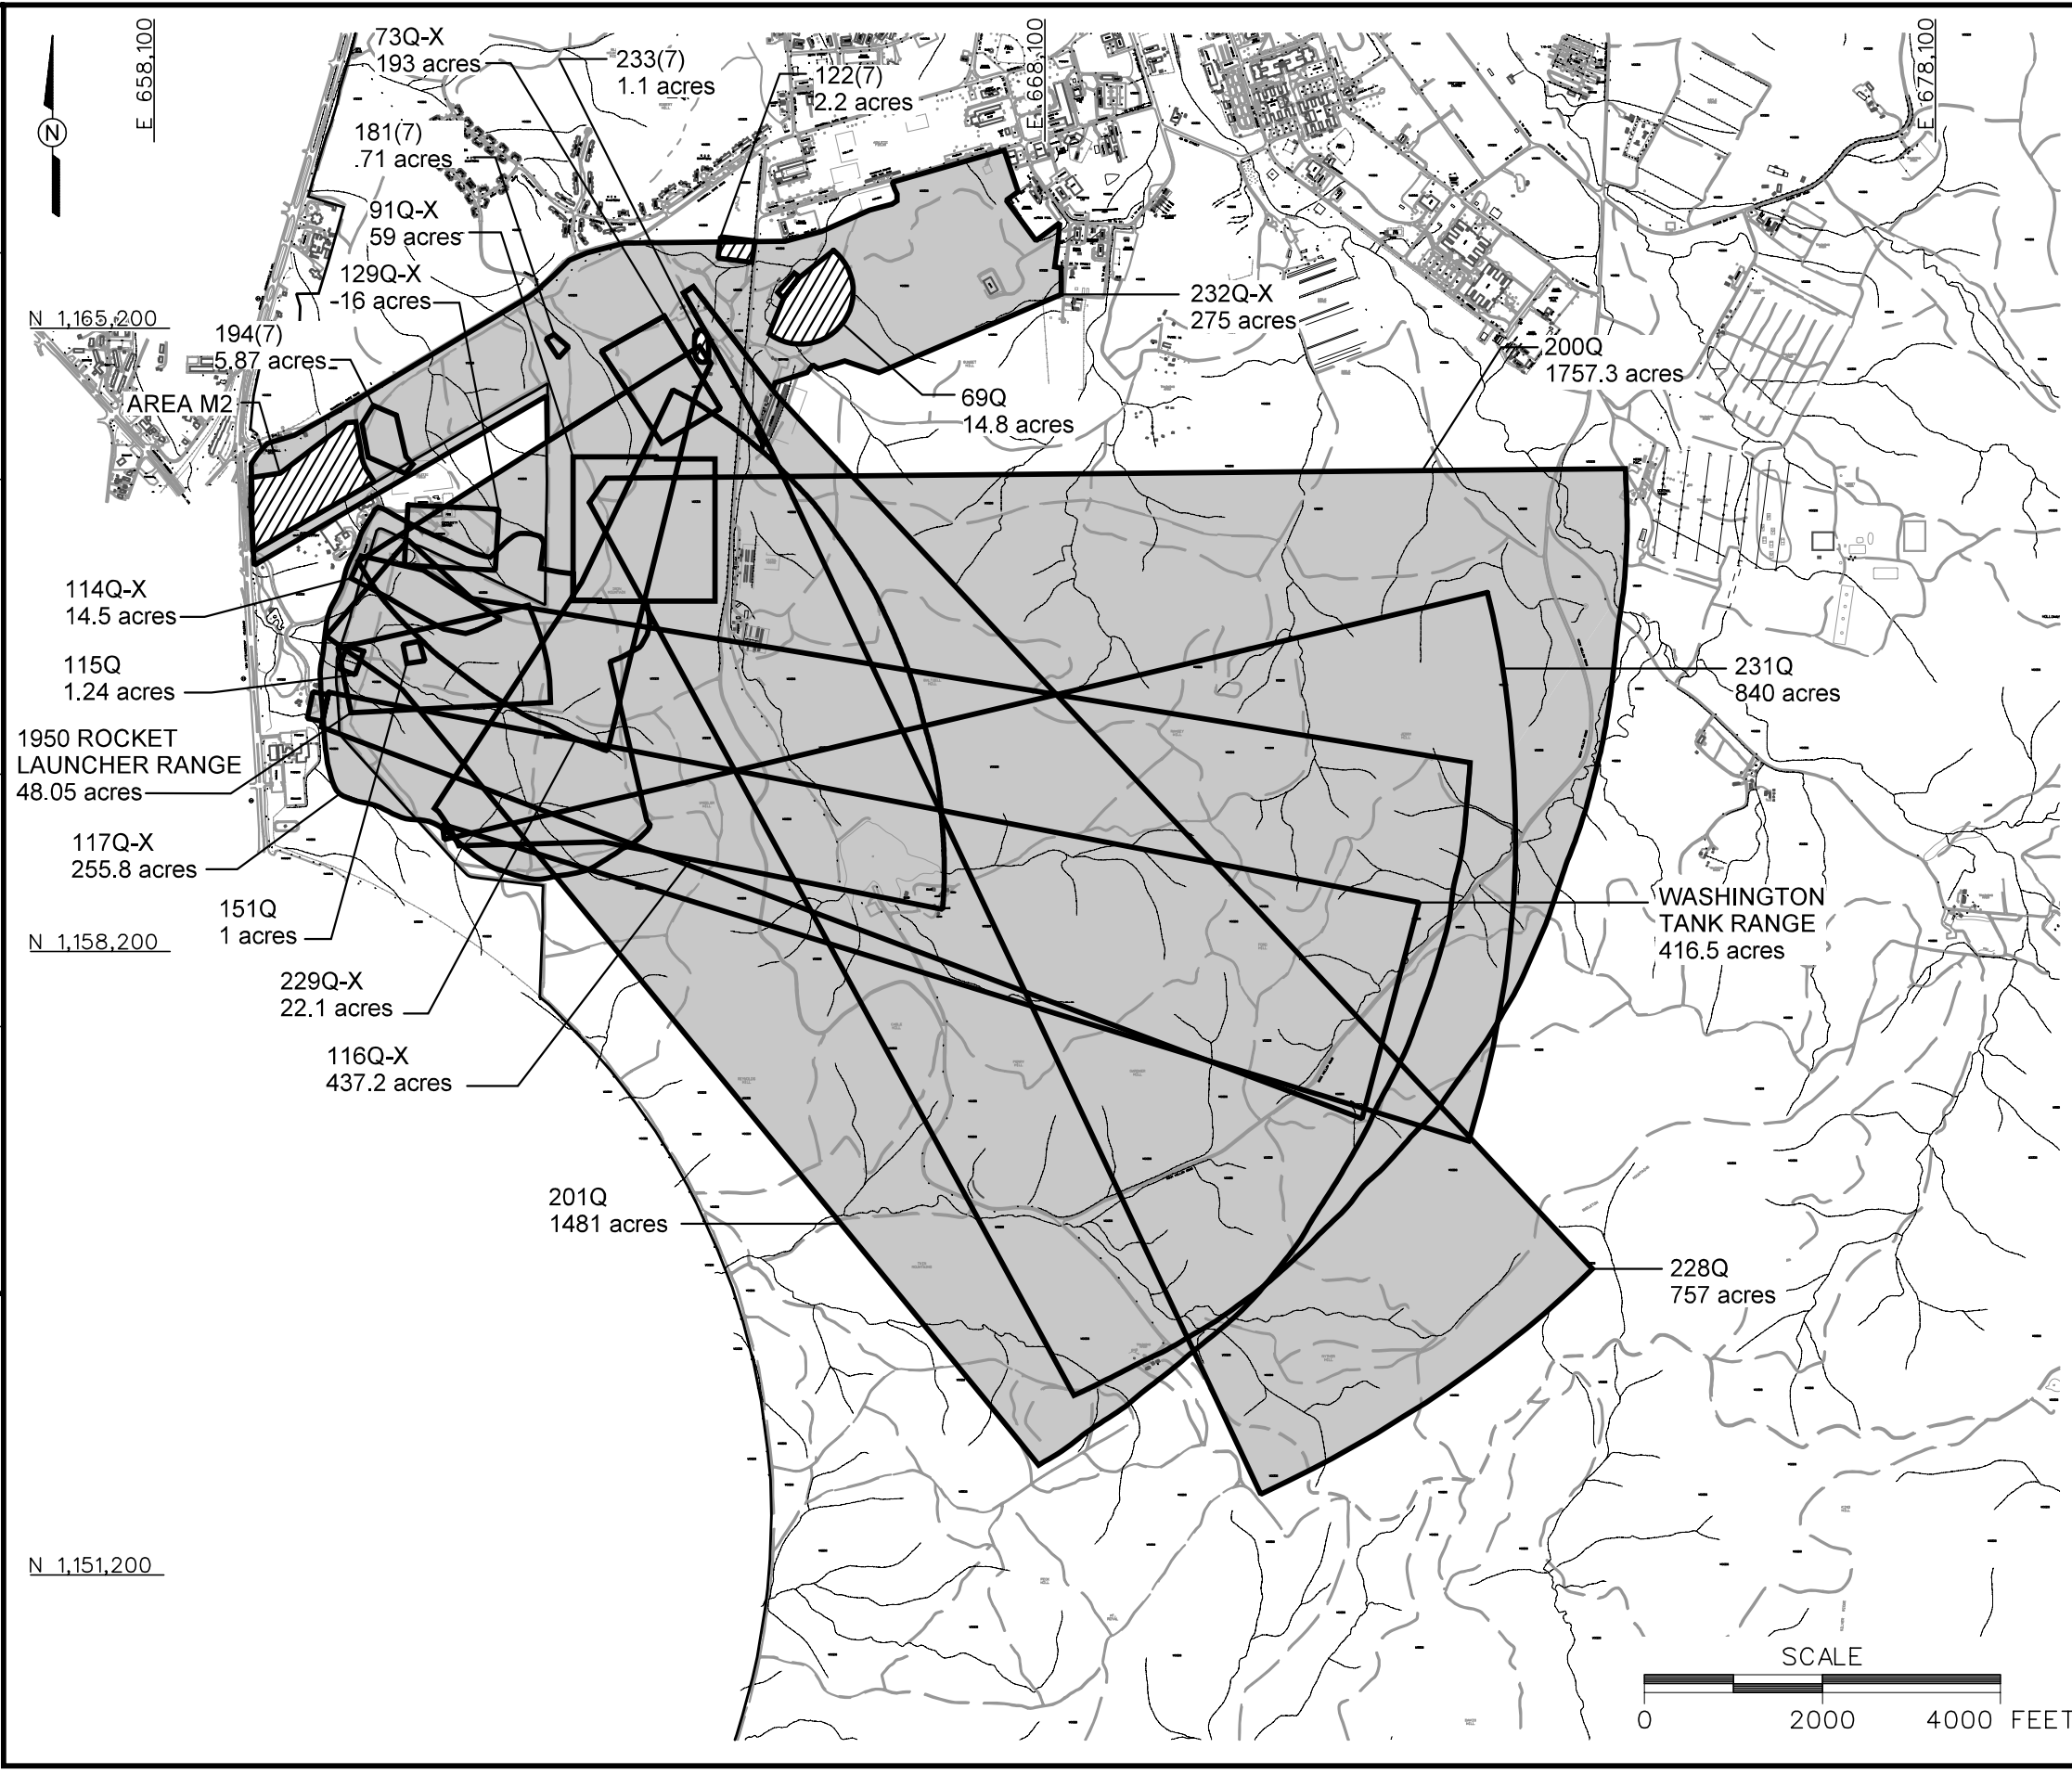 E 658,100
E 668,100
E 678,100
N
73Q-X
193 acres
233(7)
1.1 acres
122(7)
2.2 acres
181(7)
.71 acres
91Q-X
59 acres
129Q-X
-16 acres
N 1,165,200
194(7)
5.87 acres
AREA M2
232Q-X
275 acres
200Q
1757.3 acres
69Q
14.8 acres
114Q-X
14.5 acres
115Q
1.24 acres
231Q
840 acres
1950 ROCKET
LAUNCHER RANGE
48.05 acres
117Q-X
255.8 acres
WASHINGTON
TANK RANGE
416.5 acres
151Q
1 acres
N 1,158,200
229Q-X
22.1 acres
116Q-X
437.2 acres
201Q
1481 acres
228Q
757 acres
N 1,151,200
SCALE
0 2000 4000 FEET